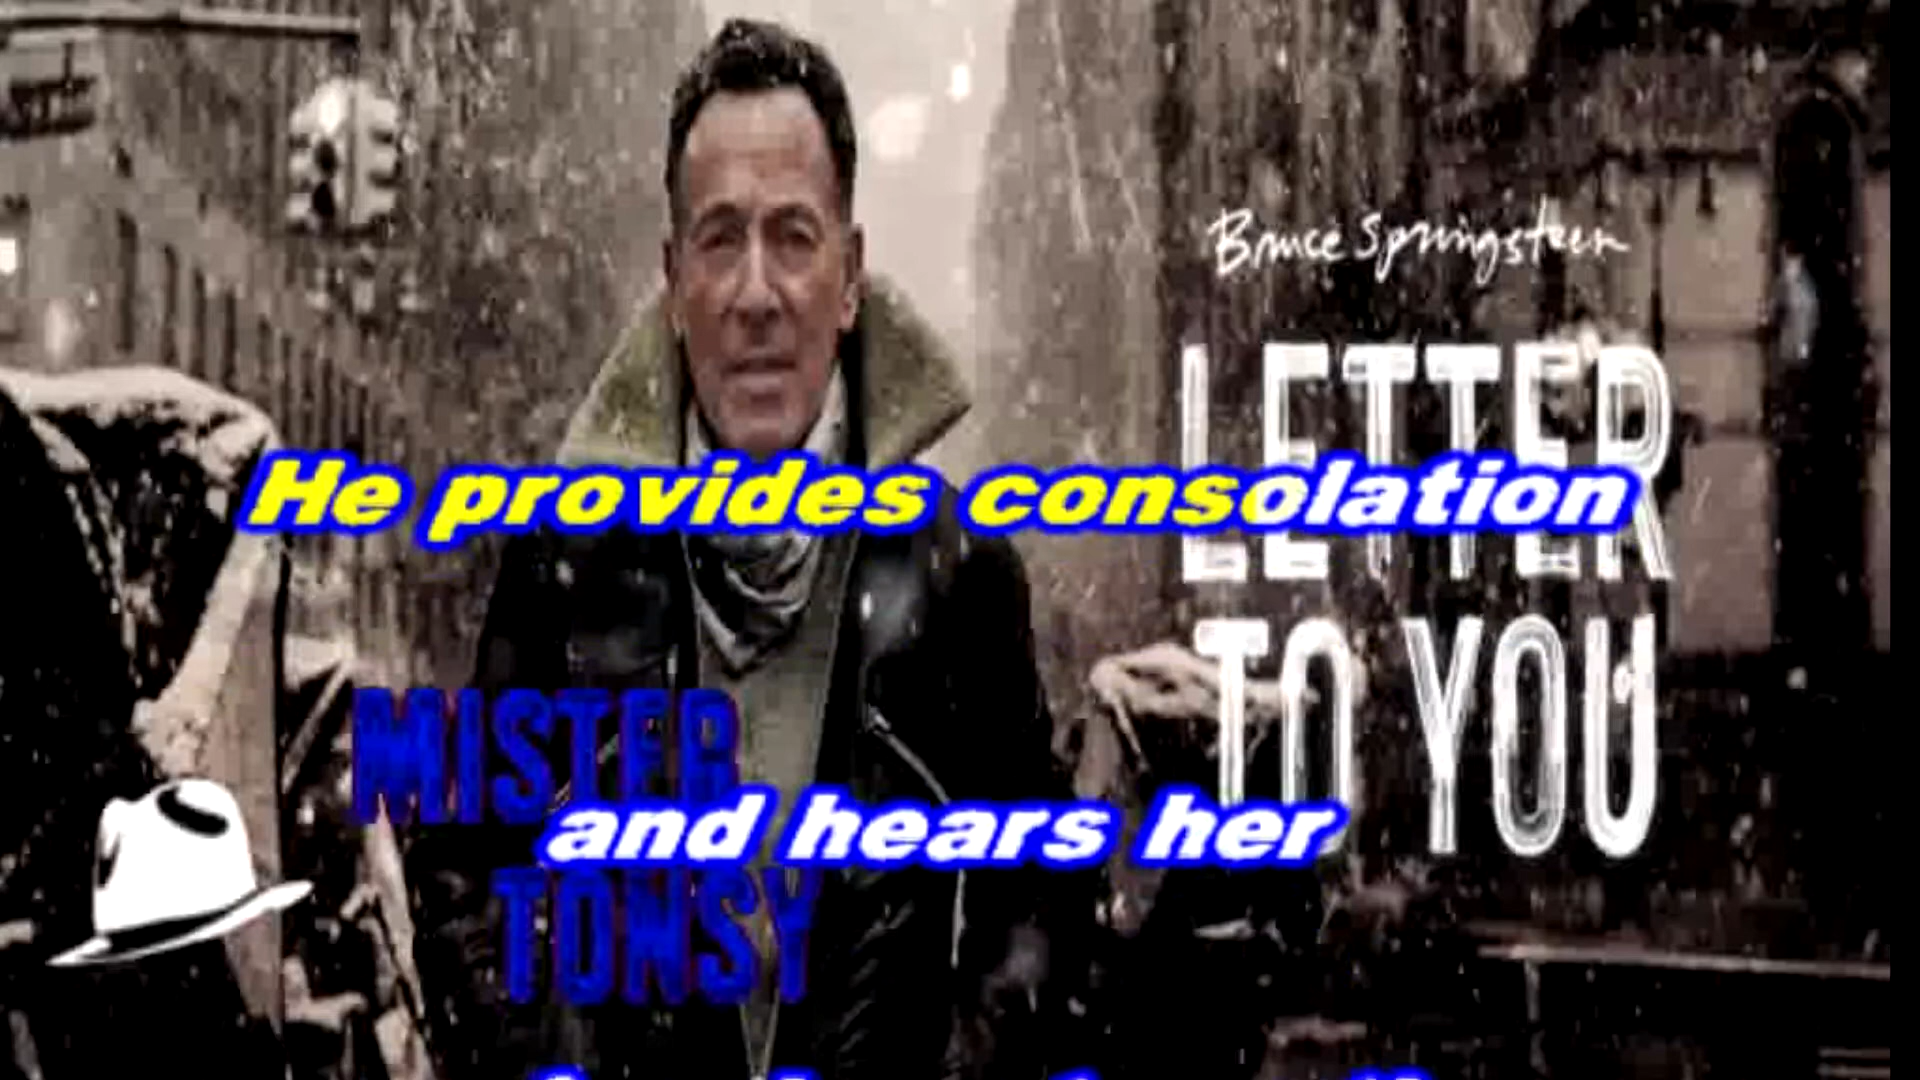 Bruce Springsteen
LETTER
TO YOU
He provides consolation
and hears her
MISTER
TONSY